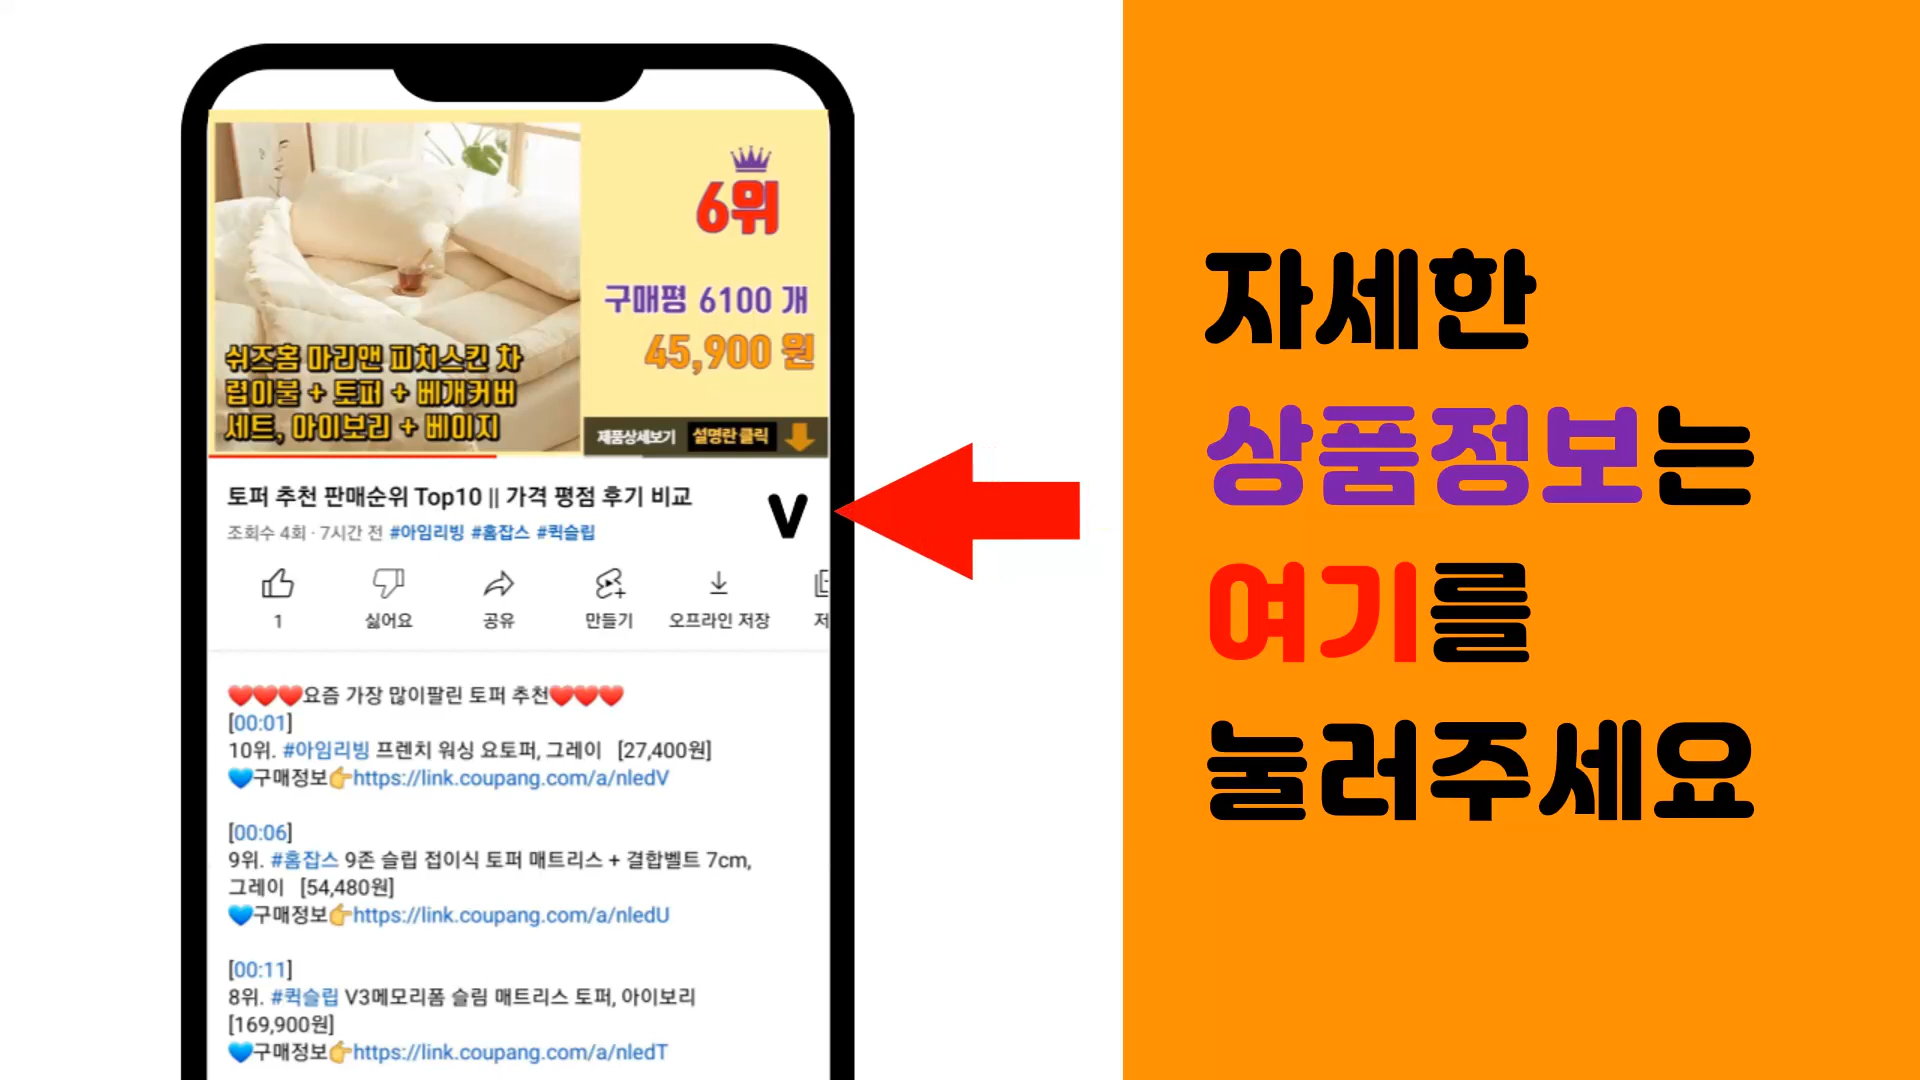 6위
구매평 6100 개
45,900 원
쉬즈홈 마리앤 피치스킨 차
렵이불 + 토퍼 + 베개커버
세트, 아이보리 + 베이지
제품상세보기 설명란 클릭
토퍼 추천 판매순위 Top10 || 가격 평점 후기 비교
V
조회수 4회 · 7시간 전 #아임리빙 #홈잡스 #퀵슬립
1 싫어요 공유 만들기 오프라인 저장 저
❤️❤️❤️요즘 가장 많이팔린 토퍼 추천❤️❤️❤️
[00:01]
10위. #아임리빙 프렌치 워싱 요토퍼, 그레이 [27,400원]
💙구매정보👉https://link.coupang.com/a/nledV
[00:06]
9위. #홈잡스 9존 슬립 접이식 토퍼 매트리스 + 결합벨트 7cm,
그레이 [54,480원]
💙구매정보👉https://link.coupang.com/a/nledU
[00:11]
8위. #퀵슬립 V3메모리폼 슬림 매트리스 토퍼, 아이보리
[169,900원]
💙구매정보👉https://link.coupang.com/a/nledT
자세한
상품정보는
여기를
눌러주세요